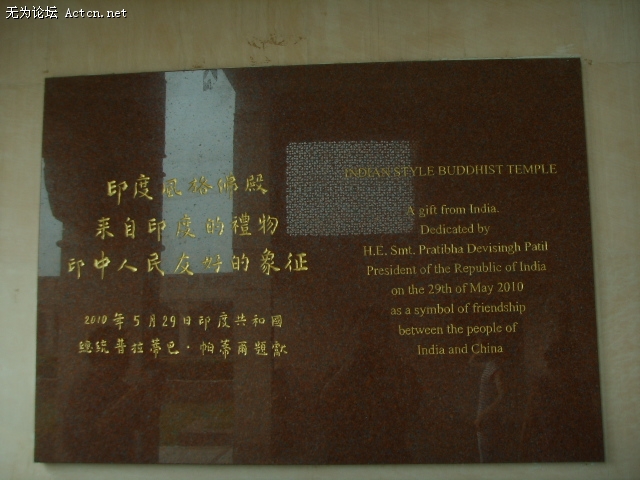 无为论坛 Actcn.net
印度风格佛殿
来自印度的禮物
印中人民友好的象征
2010年5月29日印度共和國
總统普拉蒂巴·帕蒂爾题獻
INDIAN STYLE BUDDHIST TEMPLE
A gift from India.
Dedicated by
H.E. Smt. Pratibha Devisingh Patil
President of the Republic of India
on the 29th of May 2010
as a symbol of friendship
between the people of
India and China